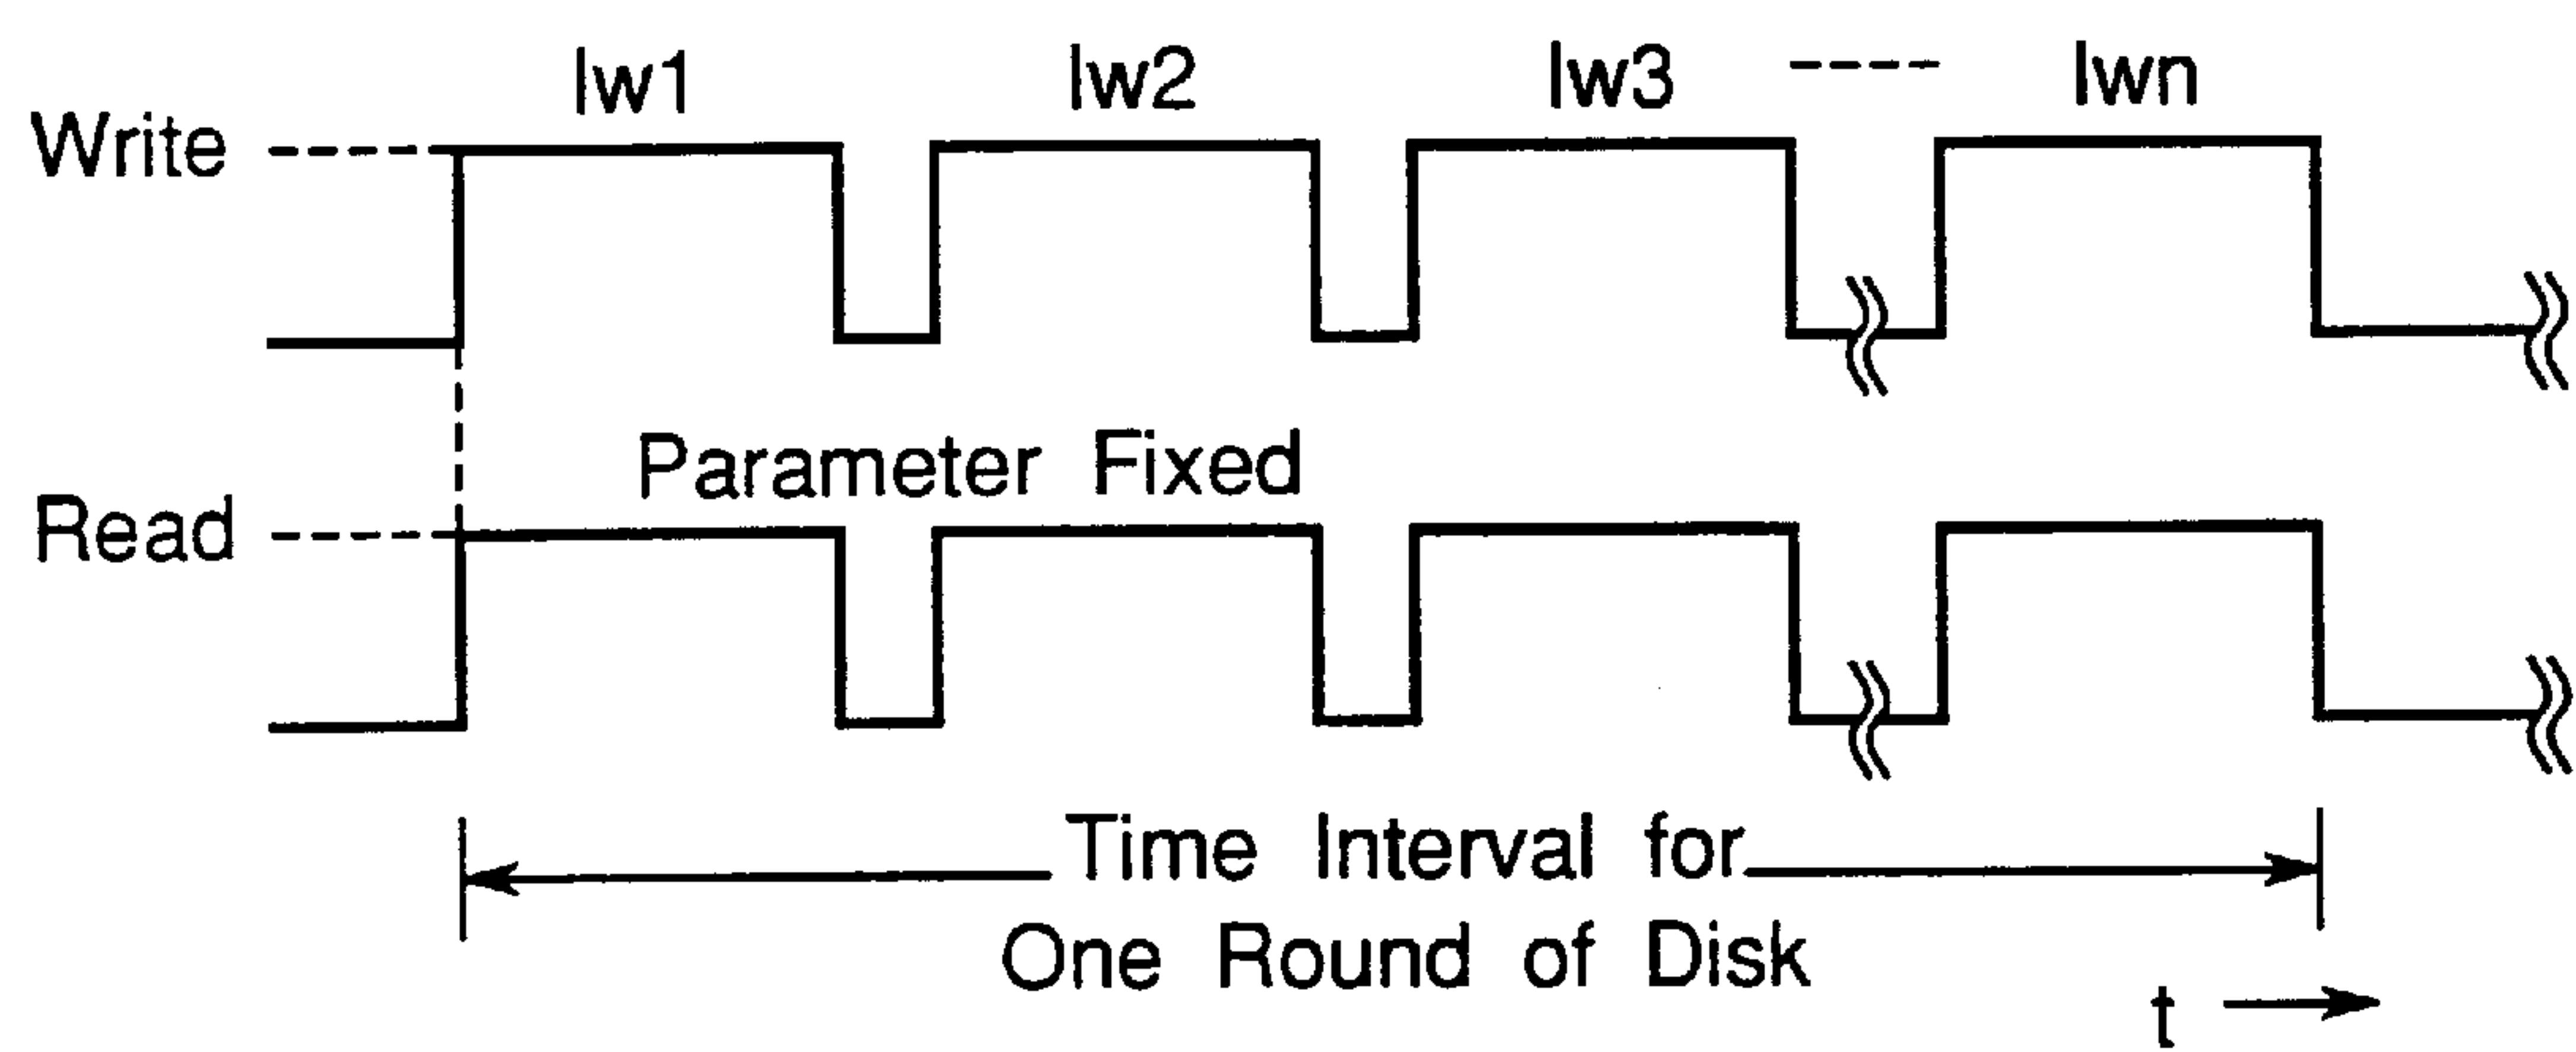 Iw1 Iw2 Iw3 ---- Iwn
Write
Parameter Fixed
Read
Time Interval for
One Round of Disk
t